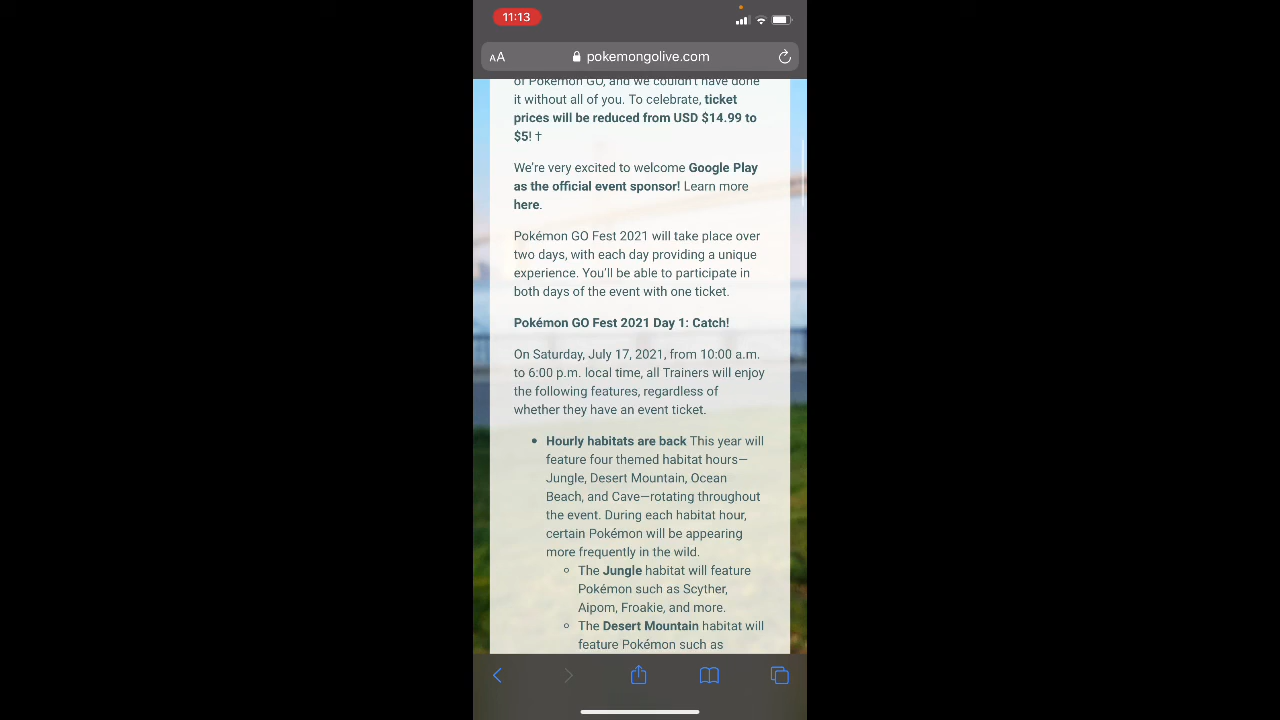 11:13
AA pokemongolive.com
of Pokémon GO, and we couldn't have done
it without all of you. To celebrate, ticket
prices will be reduced from USD $14.99 to
$5! †
We're very excited to welcome Google Play
as the official event sponsor! Learn more
here.
Pokémon GO Fest 2021 will take place over
two days, with each day providing a unique
experience. You'll be able to participate in
both days of the event with one ticket.
Pokémon GO Fest 2021 Day 1: Catch!
On Saturday, July 17, 2021, from 10:00 a.m.
to 6:00 p.m. local time, all Trainers will enjoy
the following features, regardless of
whether they have an event ticket.
• Hourly habitats are back This year will
feature four themed habitat hours—
Jungle, Desert Mountain, Ocean
Beach, and Cave—rotating throughout
the event. During each habitat hour,
certain Pokémon will be appearing
more frequently in the wild.
◦ The Jungle habitat will feature
Pokémon such as Scyther,
Aipom, Froakie, and more.
◦ The Desert Mountain habitat will
feature Pokémon such as